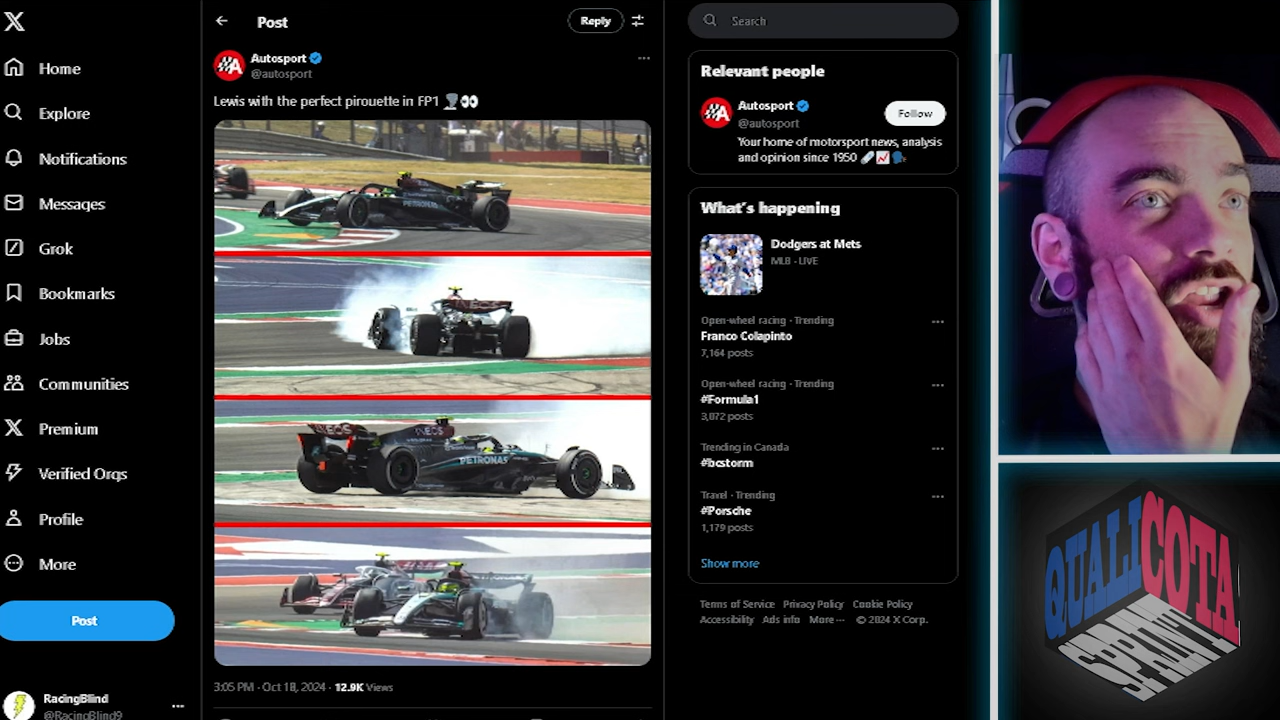 Home
Explore
Notifications
Messages
Grok
Bookmarks
Jobs
Communities
Premium
Verified Orgs
Profile
More
Post
RacingBlind
@RacingBlind9
Post
Reply
Autosport
@autosport
Lewis with the perfect pirouette in FP1
PETRONAS
INEOS
INEOS
PETRONAS
3:05 PM · Oct 18, 2024 · 12.9K Views
Search
Relevant people
Autosport
@autosport
Follow
Your home of motorsport news, analysis
and opinion since 1950
What's happening
Dodgers at Mets
MLB · LIVE
Open-wheel racing · Trending
Franco Colapinto
7,164 posts
Open-wheel racing · Trending
#Formula1
3,072 posts
Trending in Canada
#bcstorm
Travel · Trending
#Porsche
1,179 posts
Show more
Terms of Service Privacy Policy Cookie Policy
Accessibility Ads info More ··· © 2024 X Corp.
QUALI
COTA
SPRINT